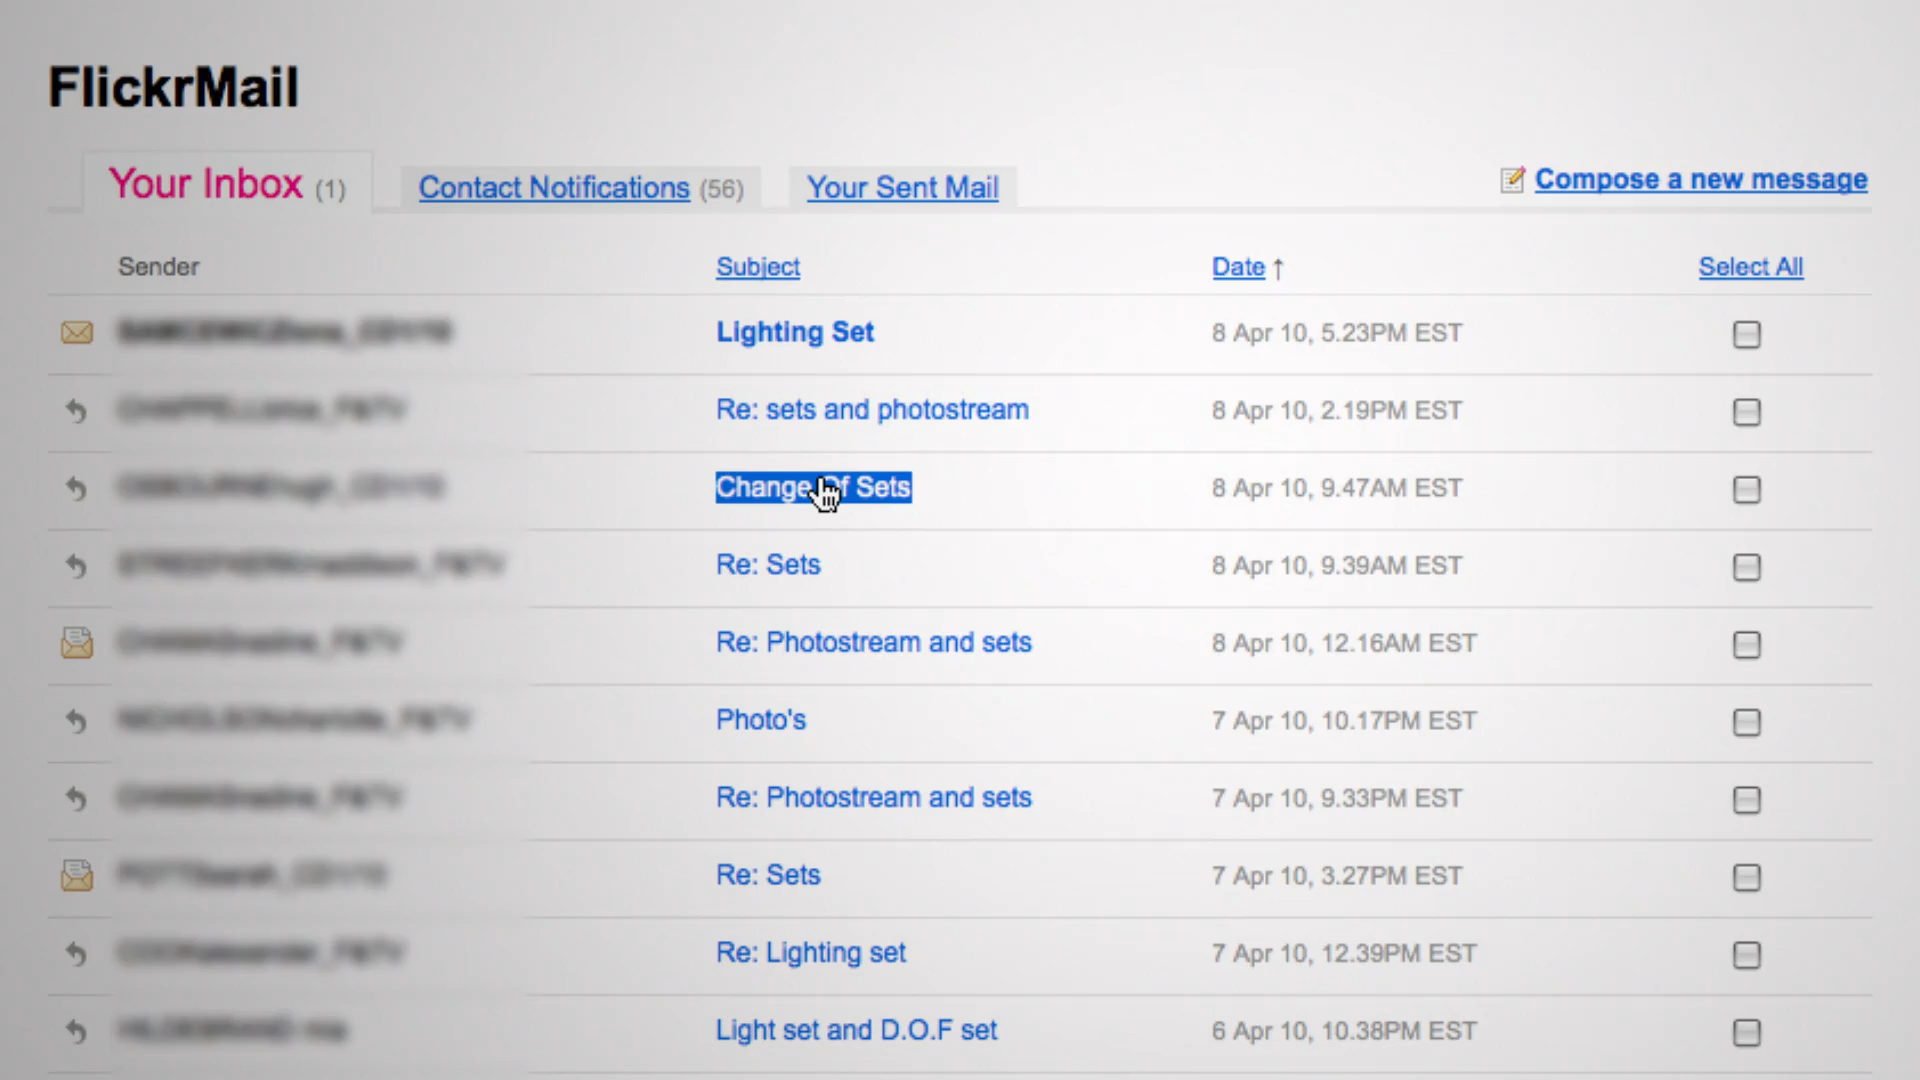 FlickrMail
Your Inbox (1) Contact Notifications (56) Your Sent Mail Compose a new message
Sender Subject Date ↑ Select All
Lighting Set 8 Apr 10, 5.23PM EST
Re: sets and photostream 8 Apr 10, 2.19PM EST
Change Of Sets 8 Apr 10, 9.47AM EST
Re: Sets 8 Apr 10, 9.39AM EST
Re: Photostream and sets 8 Apr 10, 12.16AM EST
Photo's 7 Apr 10, 10.17PM EST
Re: Photostream and sets 7 Apr 10, 9.33PM EST
Re: Sets 7 Apr 10, 3.27PM EST
Re: Lighting set 7 Apr 10, 12.39PM EST
Light set and D.O.F set 6 Apr 10, 10.38PM EST